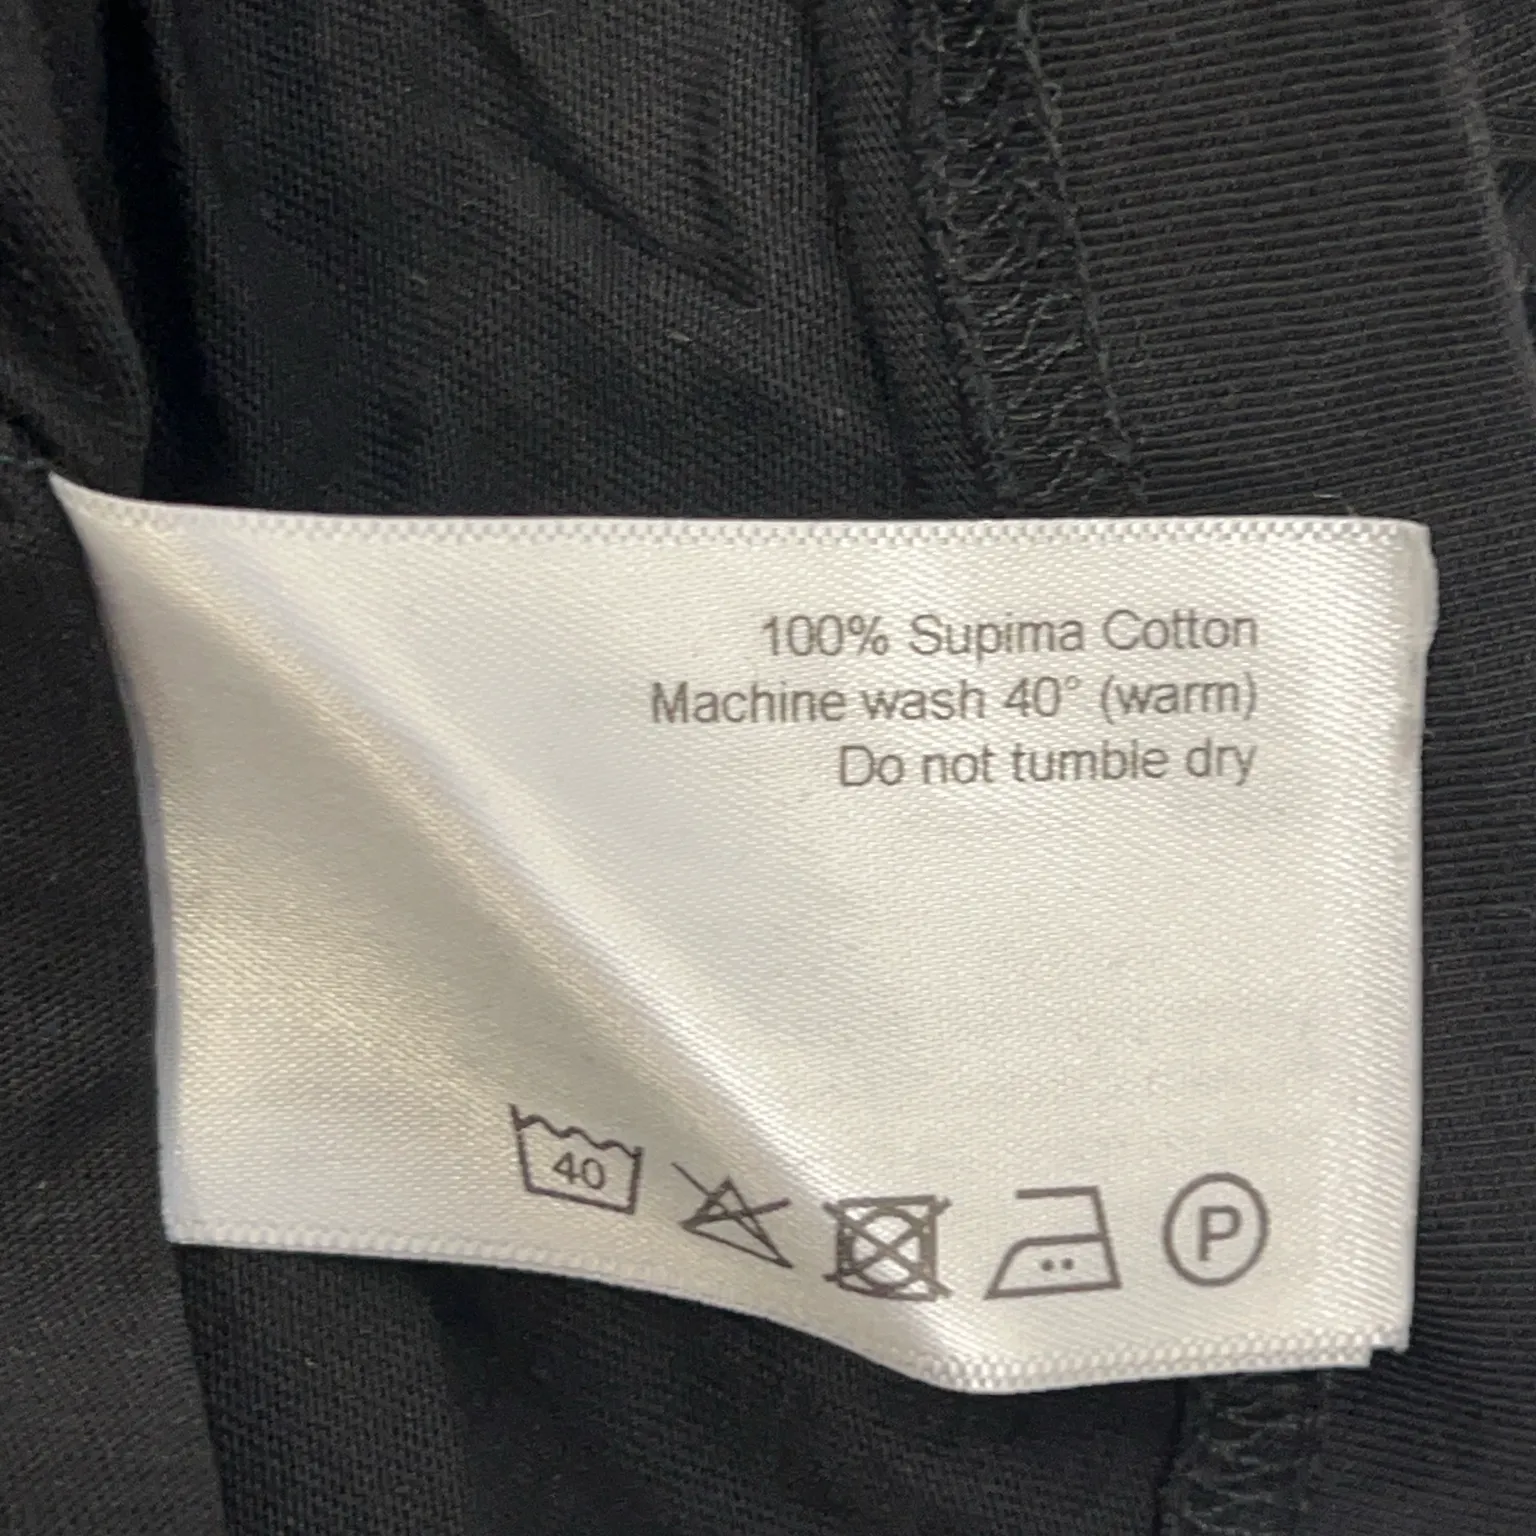 100% Supima Cotton
Machine wash 40° (warm)
Do not tumble dry
40
P